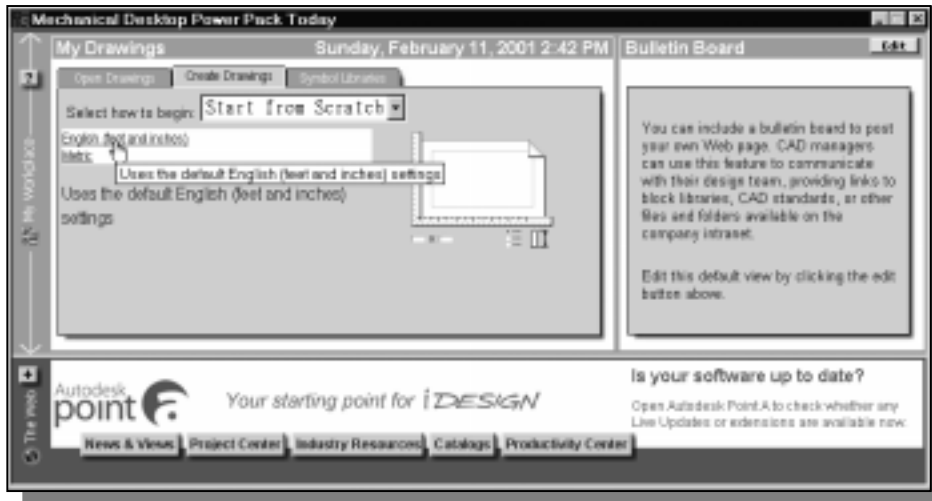 Mechanical Desktop Power Pack Today
My Drawings
Sunday, February 11, 2001 2:42 PM
Open Drawings
Create Drawings
Symbol Libraries
Select how to begin:
Start from Scratch
English (feet and inches)
Metric
Uses the default English (feet and inches) settings
Uses the default English (feet and inches)
settings
Bulletin Board
Edit
You can include a bulletin board to post
your own Web page. CAD managers
can use this feature to communicate
with their design team, providing links to
block libraries, CAD standards, or other
files and folders available on the
company intranet.
Edit this default view by clicking the edit
button above.
My Workplace
The Web
Autodesk
point
Your starting point for iDESIGN
News & Views
Project Center
Industry Resources
Catalogs
Productivity Center
Is your software up to date?
Open Autodesk Point A to check whether any
Live Updates or extensions are available now.